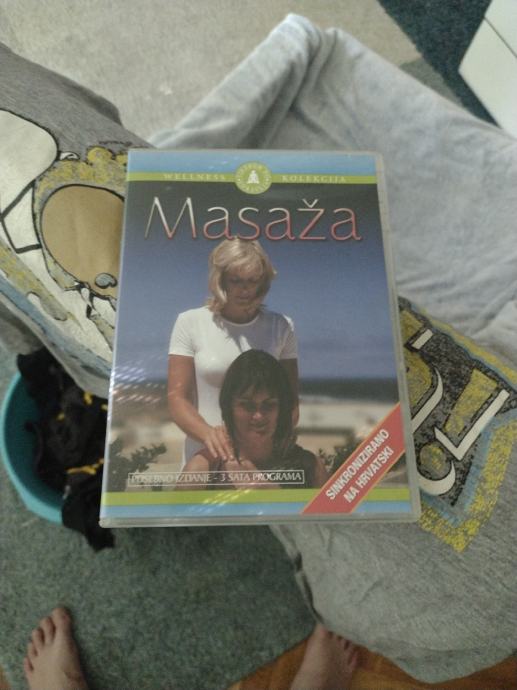 WELLNESS KOLEKCIJA
Masaža
POSEBNO IZDANJE - 3 SATA PROGRAMA
SINKRONIZIRANO
NA HRVATSKI